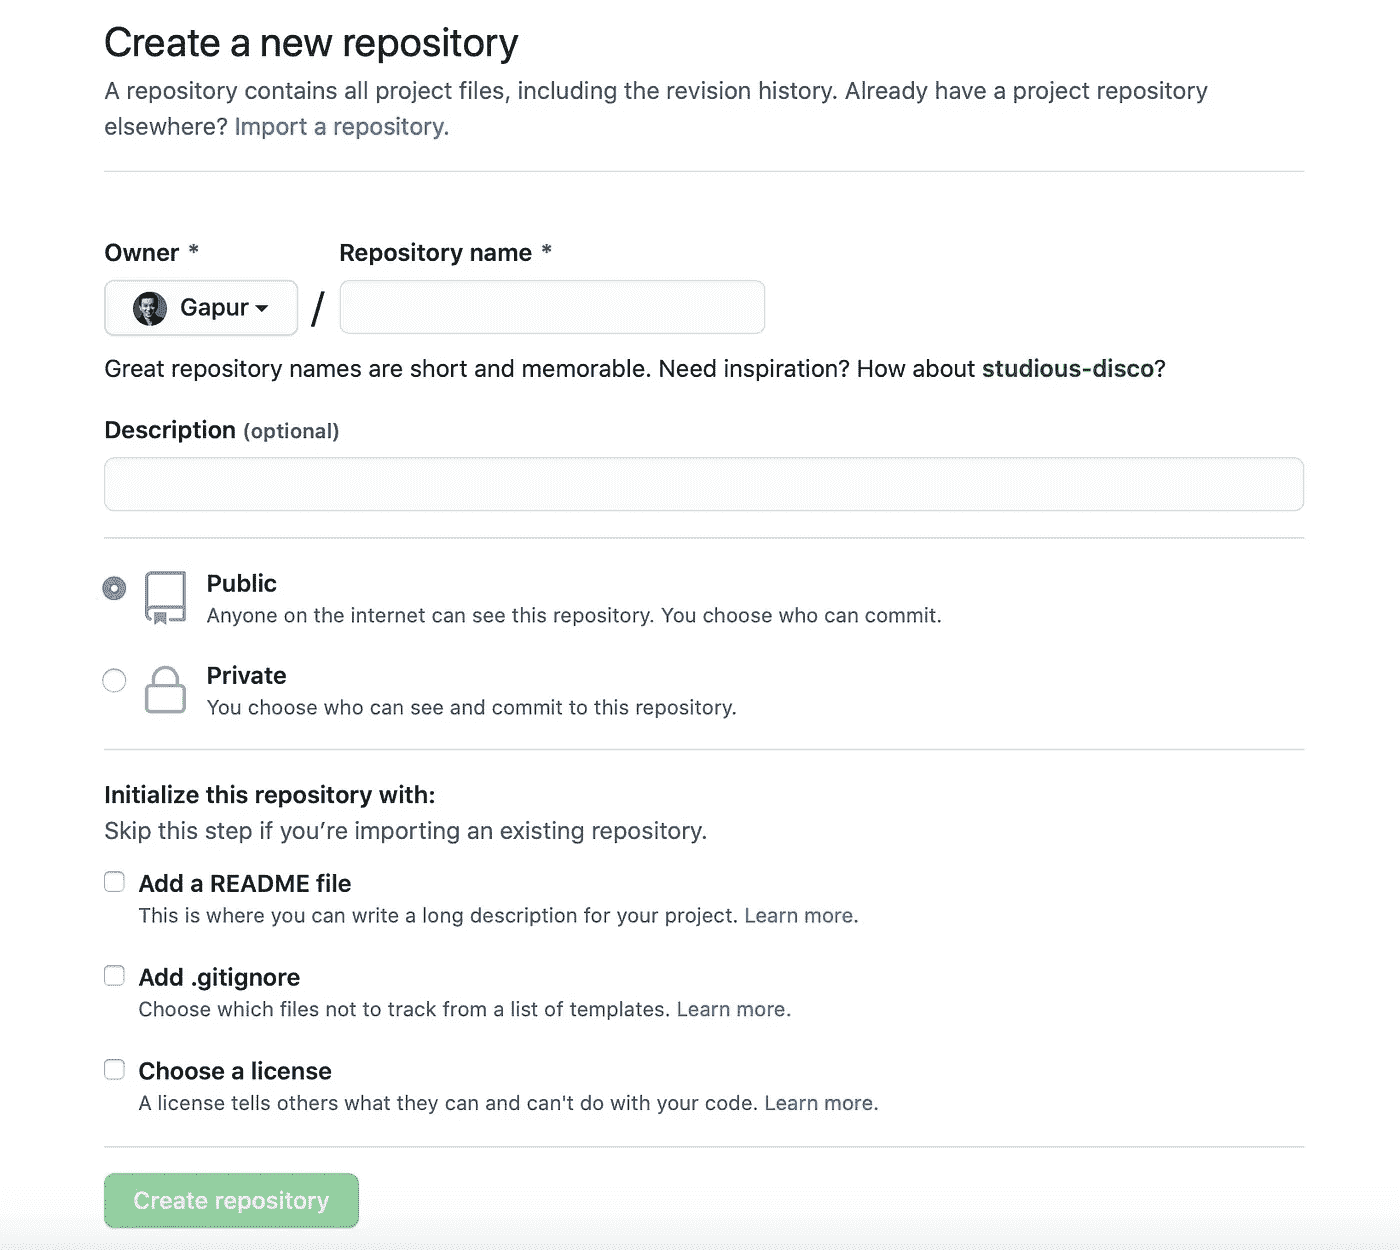 Create a new repository
A repository contains all project files, including the revision history. Already have a project repository
elsewhere? Import a repository.
Owner *
Repository name *
Gapur
/
Great repository names are short and memorable. Need inspiration? How about studious-disco?
Description (optional)
Public
Anyone on the internet can see this repository. You choose who can commit.
Private
You choose who can see and commit to this repository.
Initialize this repository with:
Skip this step if you’re importing an existing repository.
Add a README file
This is where you can write a long description for your project. Learn more.
Add .gitignore
Choose which files not to track from a list of templates. Learn more.
Choose a license
A license tells others what they can and can't do with your code. Learn more.
Create repository